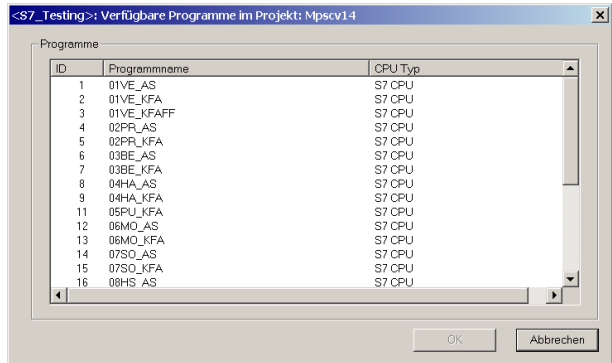 <S7_Testing>: Verfügbare Programme im Projekt: Mpscv14
Programme
ID Programmname CPU Typ
1 01VE_AS S7 CPU
2 01VE_KFA S7 CPU
3 01VE_KFAFF S7 CPU
4 02PR_AS S7 CPU
5 02PR_KFA S7 CPU
6 03BE_AS S7 CPU
7 03BE_KFA S7 CPU
8 04HA_AS S7 CPU
9 04HA_KFA S7 CPU
11 05PU_KFA S7 CPU
12 06MO_AS S7 CPU
13 06MO_KFA S7 CPU
14 07SO_AS S7 CPU
15 07SO_KFA S7 CPU
16 08HS_AS S7 CPU
OK Abbrechen